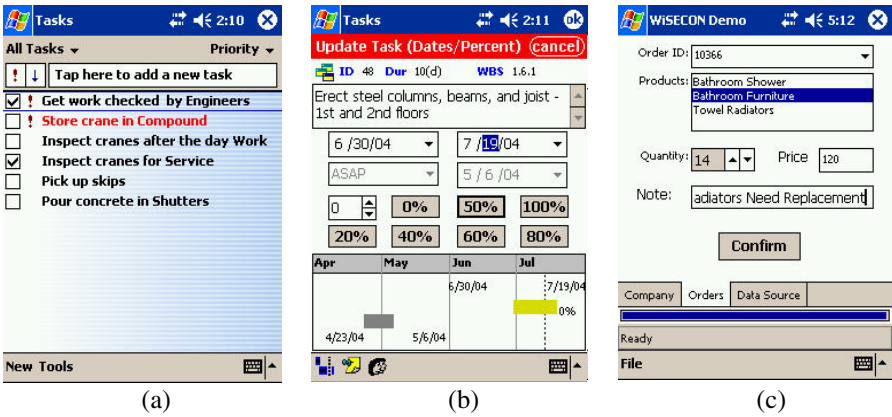 Tasks 2:10
All Tasks Priority
! ↓ Tap here to add a new task
! Get work checked by Engineers
! Store crane in Compound
Inspect cranes after the day Work
Inspect cranes for Service
Pick up skips
Pour concrete in Shutters
New Tools
(a)
Tasks 2:11 ok
Update Task (Dates/Percent) (cancel)
ID 48 Dur 10(d) WBS 1.6.1
Erect steel columns, beams, and joist -
1st and 2nd floors
6 /30/04 7 /19/04
ASAP 5 / 6 /04
0 0% 50% 100%
20% 40% 60% 80%
Apr May Jun Jul
6/30/04 7/19/04
0%
4/23/04 5/6/04
(b)
WiSECON Demo 5:12
Order ID: 10366
Products: Bathroom Shower
Bathroom Furniture
Towel Radiators
Quantity: 14 Price 120
Note: adiators Need Replacement
Confirm
Company Orders Data Source
Ready
File
(c)